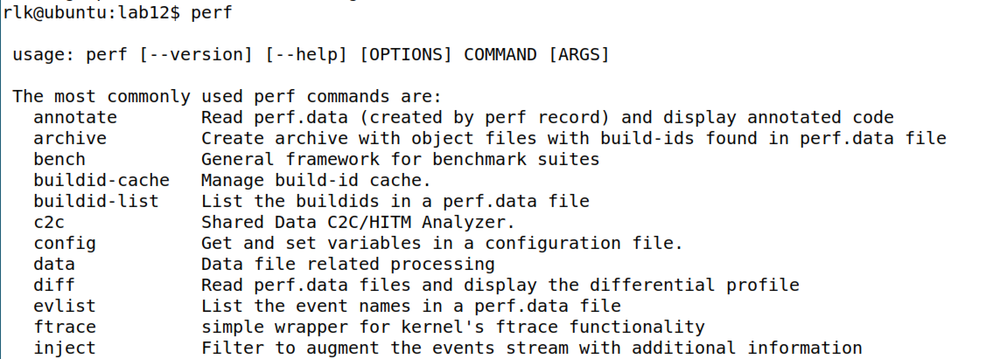 rlk@ubuntu:lab12$ perf
usage: perf [--version] [--help] [OPTIONS] COMMAND [ARGS]
The most commonly used perf commands are:
annotate Read perf.data (created by perf record) and display annotated code
archive Create archive with object files with build-ids found in perf.data file
bench General framework for benchmark suites
buildid-cache Manage build-id cache.
buildid-list List the buildids in a perf.data file
c2c Shared Data C2C/HITM Analyzer.
config Get and set variables in a configuration file.
data Data file related processing
diff Read perf.data files and display the differential profile
evlist List the event names in a perf.data file
ftrace simple wrapper for kernel's ftrace functionality
inject Filter to augment the events stream with additional information